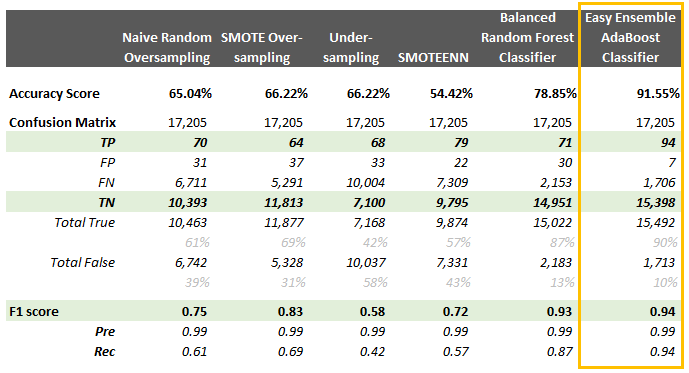 Balanced Easy Ensemble
Naive Random SMOTE Over- Under- Random Forest AdaBoost
Oversampling sampling sampling SMOTEENN Classifier Classifier
Accuracy Score 65.04% 66.22% 66.22% 54.42% 78.85% 91.55%
Confusion Matrix 17,205 17,205 17,205 17,205 17,205 17,205
TP 70 64 68 79 71 94
FP 31 37 33 22 30 7
FN 6,711 5,291 10,004 7,309 2,153 1,706
TN 10,393 11,813 7,100 9,795 14,951 15,398
Total True 10,463 11,877 7,168 9,874 15,022 15,492
61% 69% 42% 57% 87% 90%
Total False 6,742 5,328 10,037 7,331 2,183 1,713
39% 31% 58% 43% 13% 10%
F1 score 0.75 0.83 0.58 0.72 0.93 0.94
Pre 0.99 0.99 0.99 0.99 0.99 0.99
Rec 0.61 0.69 0.42 0.57 0.87 0.94